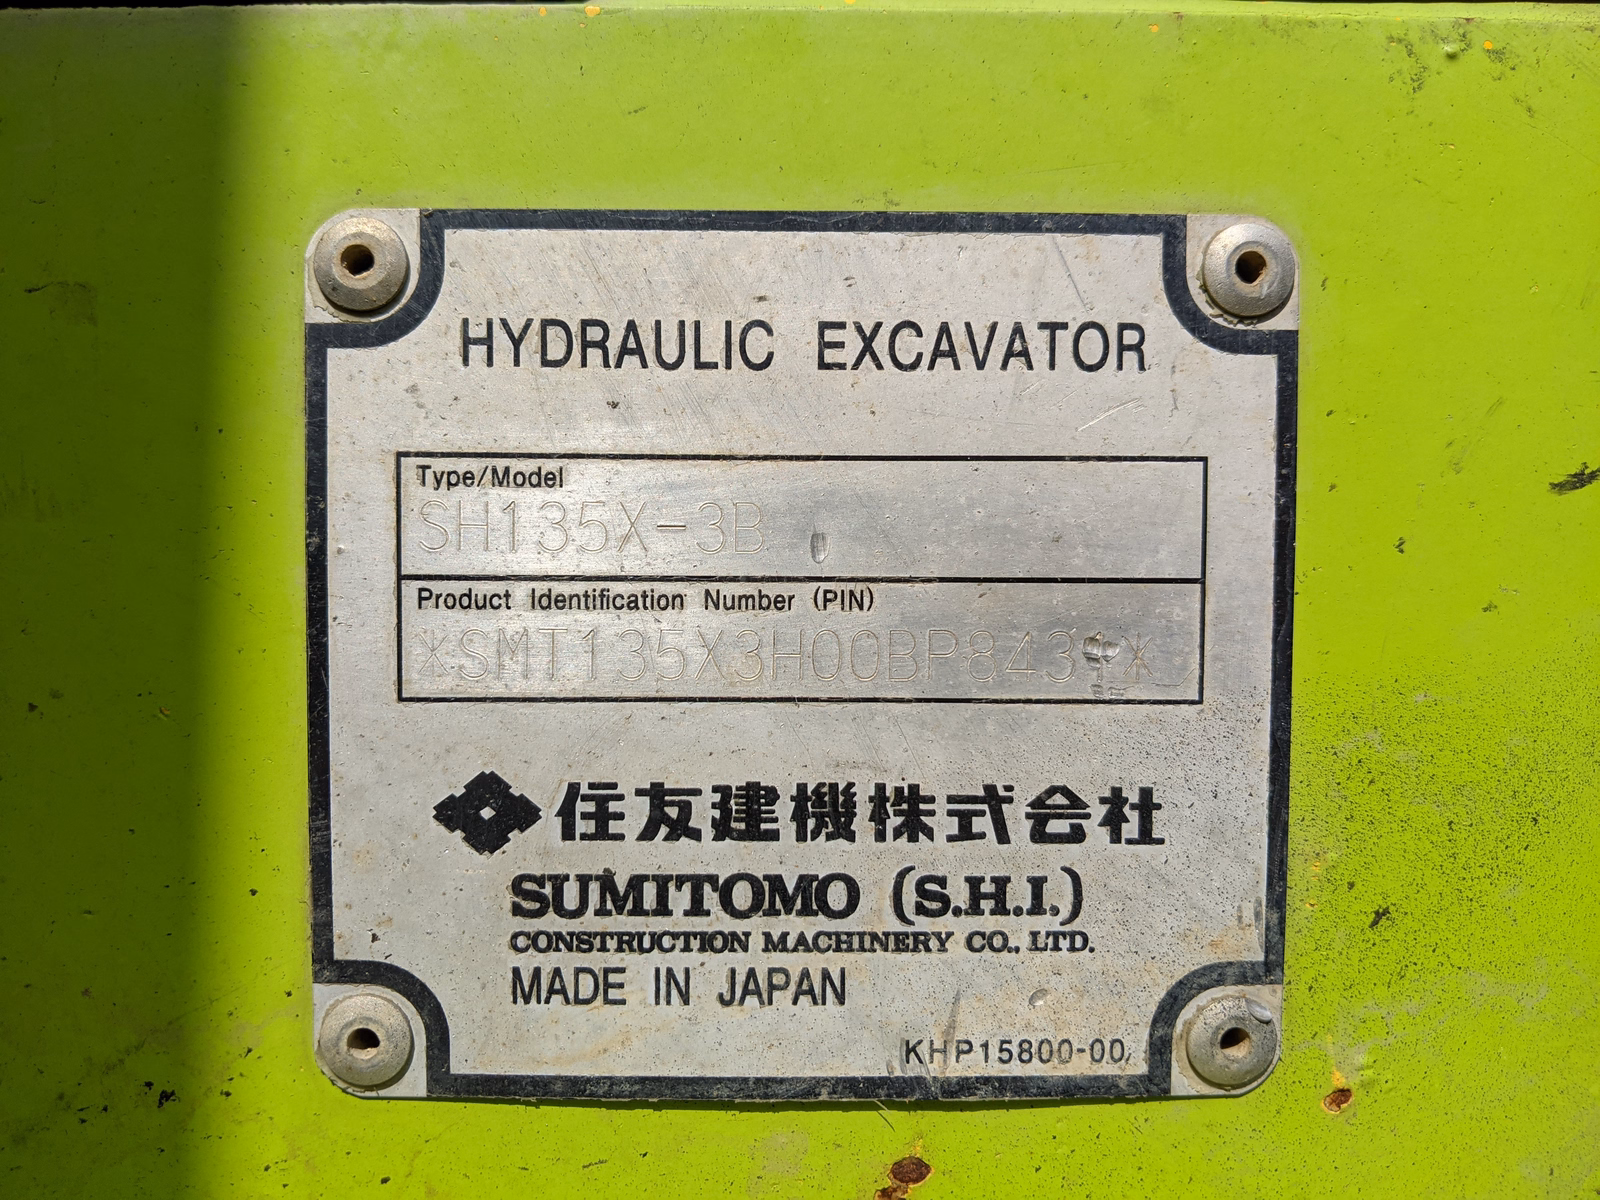 HYDRAULIC EXCAVATOR
Type/Model
SH135X-3B
Product Identification Number (PIN)
*SMT135X3H00BP8431*
住友建機株式会社
SUMITOMO (S.H.I.)
CONSTRUCTION MACHINERY CO., LTD.
MADE IN JAPAN
KHP15800-00